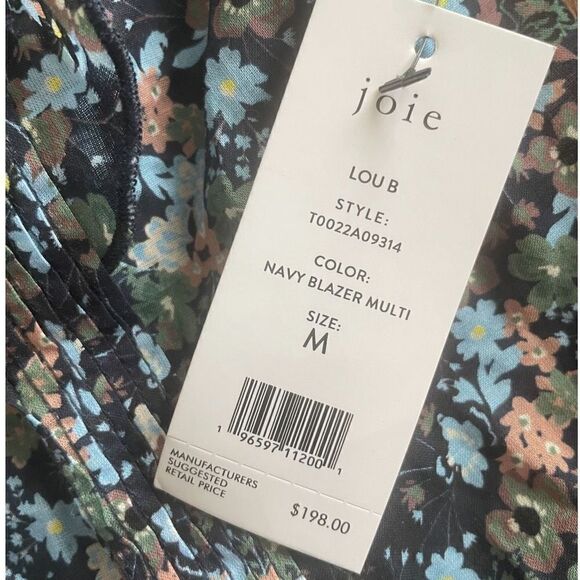 joie
LOU B
STYLE:
T0022A09314
COLOR:
NAVY BLAZER MULTI
SIZE:
M
1 96597 11200 1
MANUFACTURERS
SUGGESTED
RETAIL PRICE
$198.00